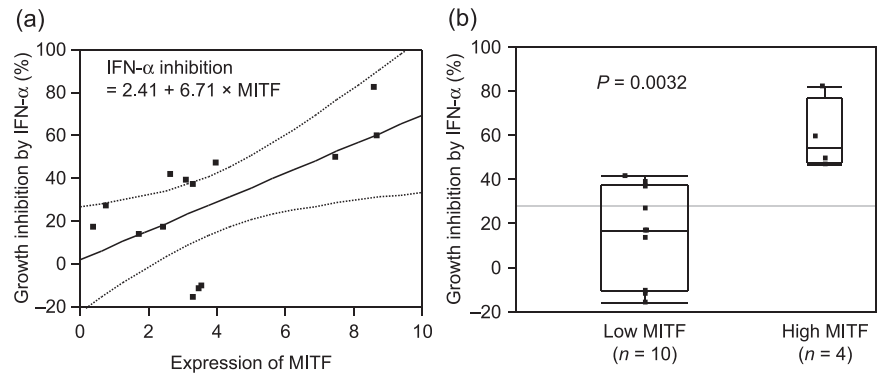 (a)
Growth inhibition by IFN-α (%)
100
80
60
40
20
0
–20
IFN-α inhibition
= 2.41 + 6.71 × MITF
0 2 4 6 8 10
Expression of MITF
(b)
Growth inhibition by IFN-α (%)
100
80
60
40
20
0
–20
P = 0.0032
Low MITF
(n = 10)
High MITF
(n = 4)